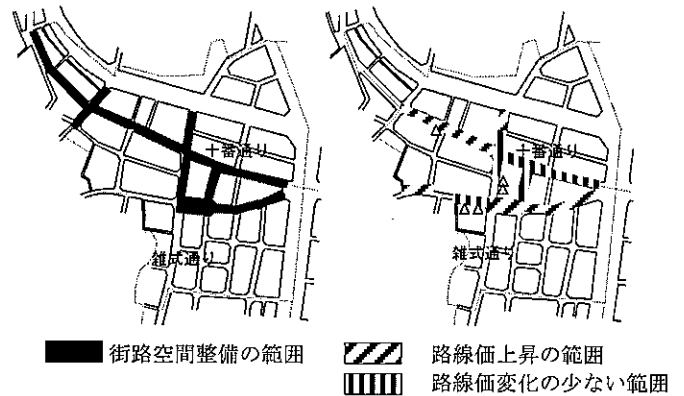 十番通り
雑式通り
十番通り
雑式通り
街路空間整備の範囲
路線価上昇の範囲
路線価変化の少ない範囲